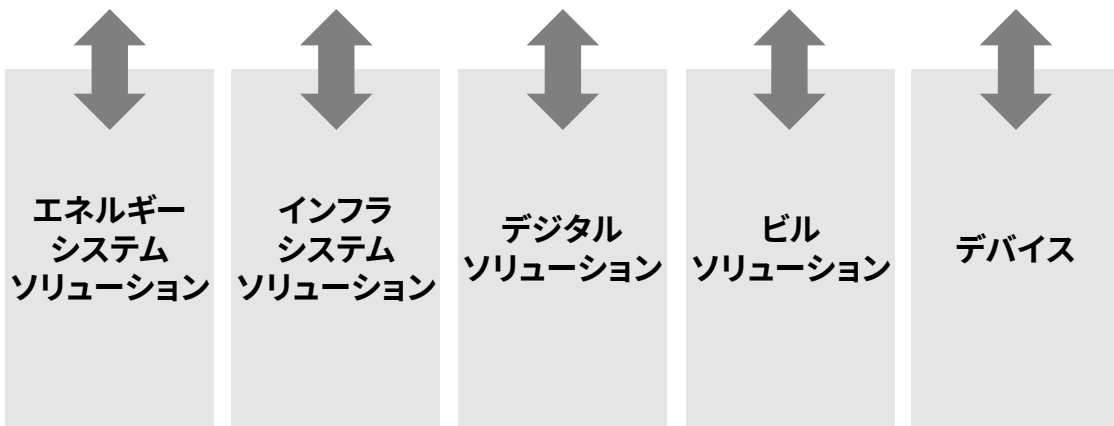 エネルギー
システム
ソリューション
インフラ
システム
ソリューション
デジタル
ソリューション
ビル
ソリューション
デバイス